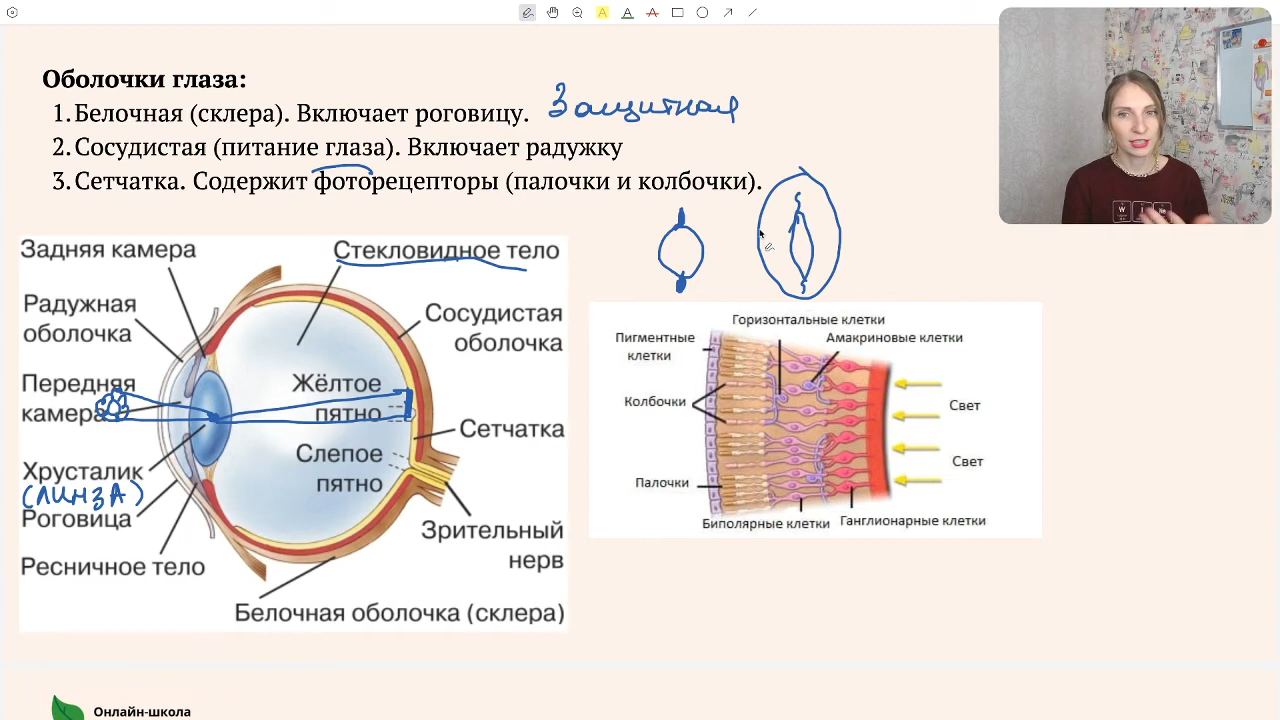 Оболочки глаза:
1. Белочная (склера). Включает роговицу. Защитная
2. Сосудистая (питание глаза). Включает радужку
3. Сетчатка. Содержит фоторецепторы (палочки и колбочки).
Задняя камера
Стекловидное тело
Радужная
оболочка
Сосудистая
оболочка
Передняя
камера
Жёлтое
пятно
Сетчатка
Слепое
пятно
Хрусталик
(линзА)
Роговица
Зрительный
нерв
Ресничное тело
Белочная оболочка (склера)
Горизонтальные клетки
Пигментные
клетки
Амакриновые клетки
Колбочки
Свет
Свет
Палочки
Биполярные клетки
Ганглионарные клетки
Онлайн-школа